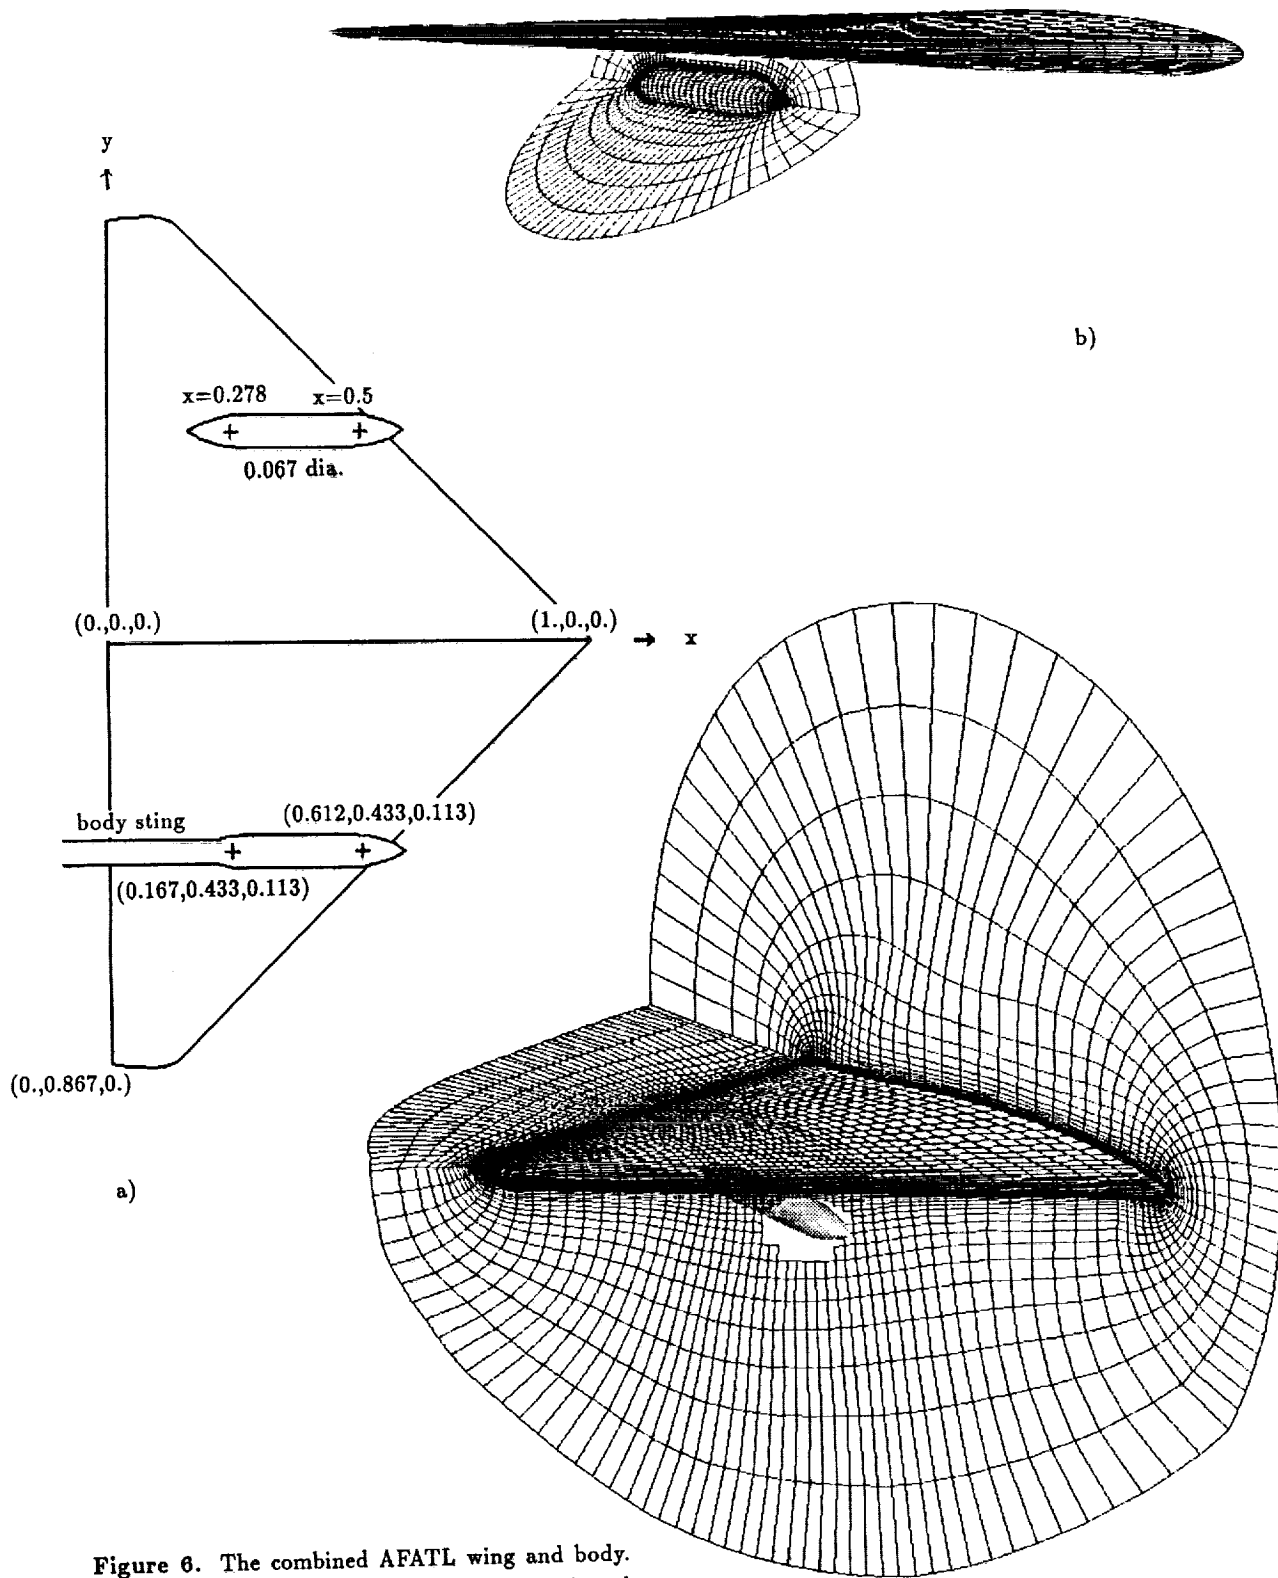 y
↑
b)
x=0.278 x=0.5
0.067 dia.
(0.,0.,0.) (1.,0.,0.) → x
body sting (0.612,0.433,0.113)
(0.167,0.433,0.113)
(0.,0.867,0.)
a)
Figure 6. The combined AFATL wing and body.